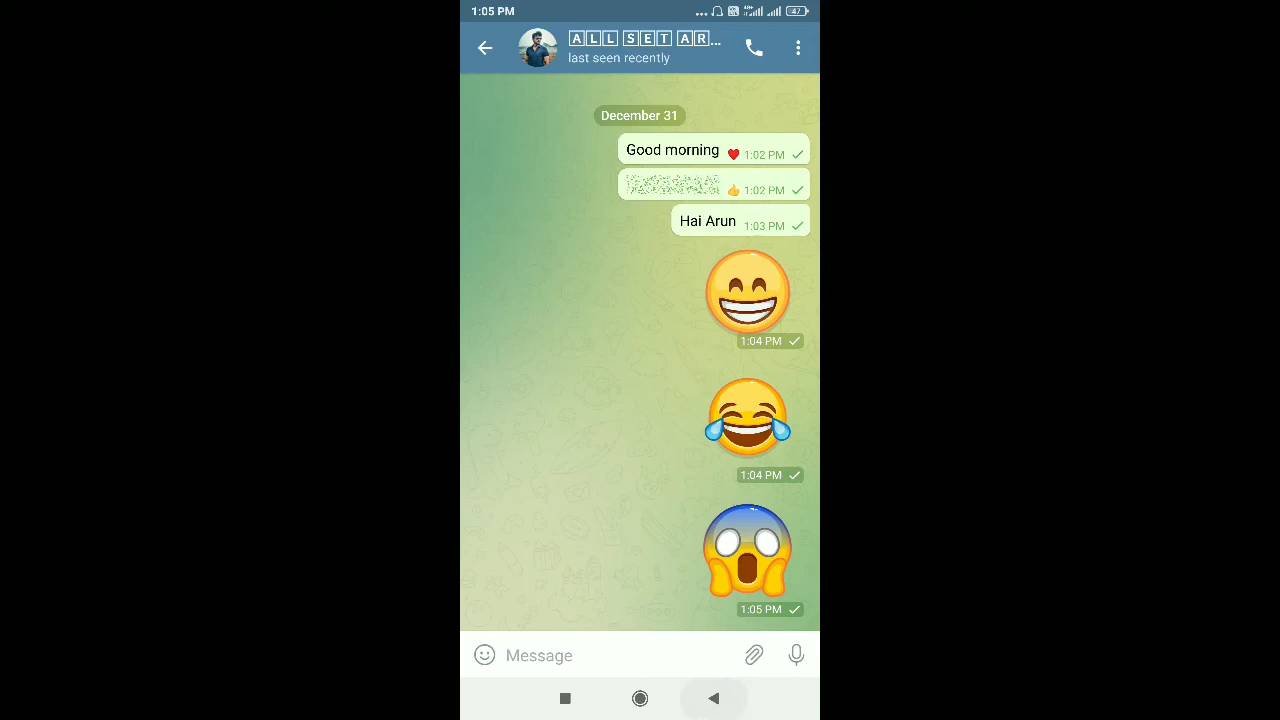 1:05 PM
47
🄰🄻🄻 🅂🄴🅃 🄰🅁...
last seen recently
December 31
Good morning ❤️ 1:02 PM
👍 1:02 PM
Hai Arun 1:03 PM
1:04 PM
1:04 PM
1:05 PM
Message